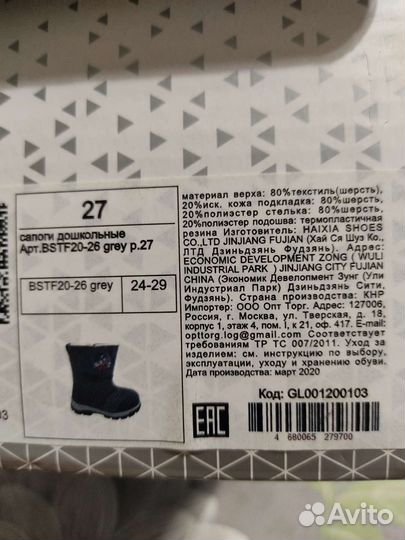 27
сапоги дошкольные
Арт.BSTF20-26 grey р.27
BSTF20-26 grey
24-29
материал верха: 80%текстиль(шерсть),
20%иск. кожа подкладка: 80%шерсть,
20%полиэстер стелька: 80%шерсть,
20%полиэстер подошва: термопластичная
резина Изготовитель: HAIXIA SHOES
CO.,LTD JINJIANG FUJIAN (Хай Ся Шуз Ко.,
ЛТД Дзиньдзян Фудзянь). Адрес:
ECONOMIC DEVELOPMENT ZONG ( WULI
INDUSTRIAL PARK ) JINJIANG CITY FUJIAN
CHINA (Экономик Девелопмент Зунг (Ули
Индустриал Парк) Дзиньдзянь Сити,
Фудзянь). Страна производства: КНР
Импортер: ООО Опт Торг. Адрес: 127006,
Россия, г. Москва, ул. Тверская, д. 18,
корпус 1, этаж 4, пом. I, к 21, оф. 417. E-mail:
opttorg.log@gmail.com Соответствует
требованиям ТР ТС 007/2011. Уход за
изделием: см. инструкцию по выбору,
эксплуатации, уходу и хранению обуви.
Дата производства: март 2020
Код: GL001200103
EAC
4 680065 279700
03
Avito